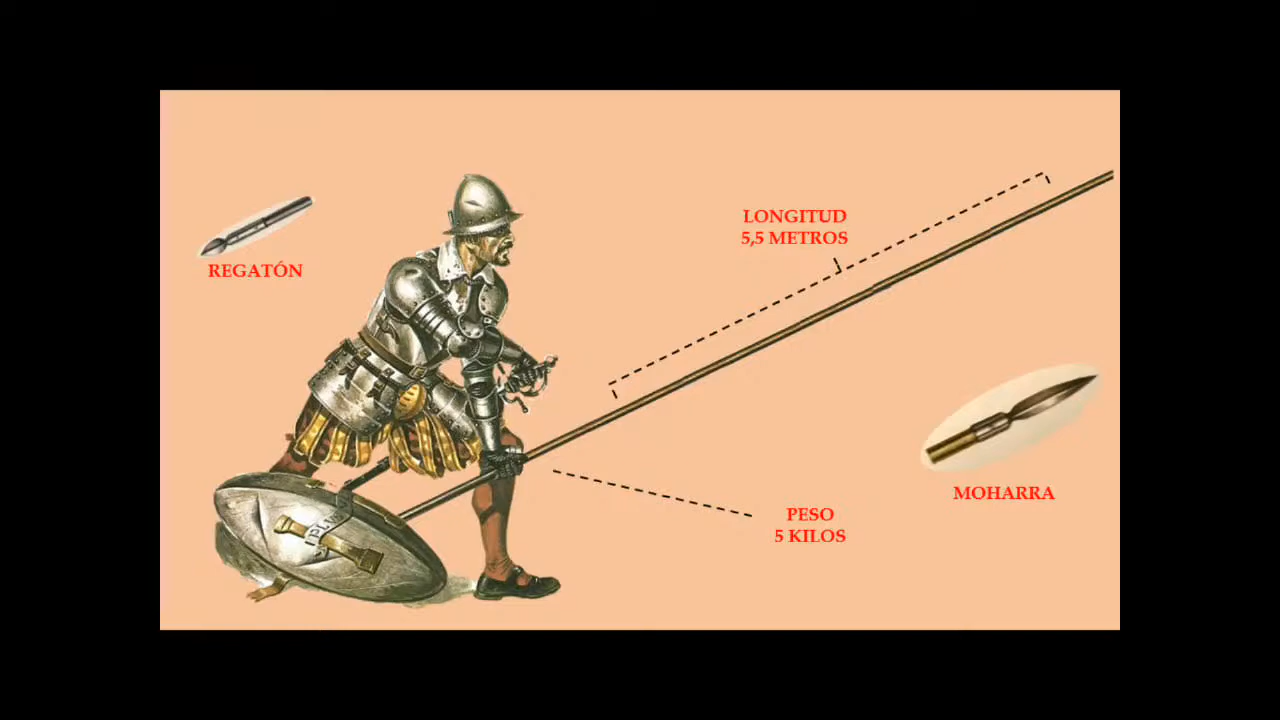 LONGITUD
5,5 METROS
REGATÓN
MOHARRA
PESO
5 KILOS